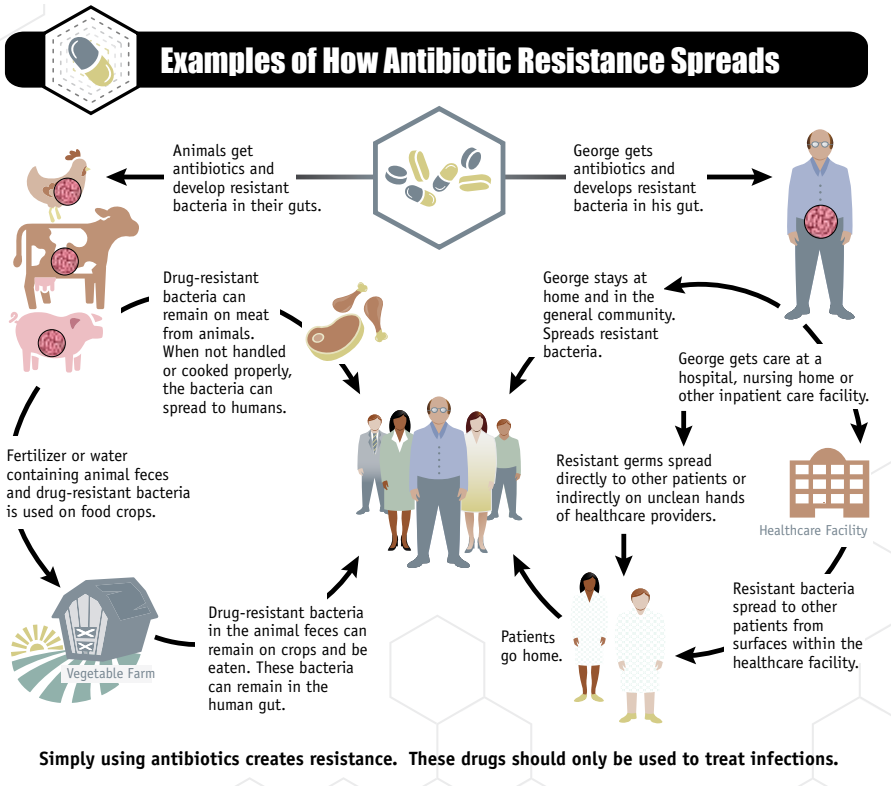 Examples of How Antibiotic Resistance Spreads
Animals get
antibiotics and
develop resistant
bacteria in their guts.
George gets
antibiotics and
develops resistant
bacteria in his gut.
Drug-resistant
bacteria can
remain on meat
from animals.
When not handled
or cooked properly,
the bacteria can
spread to humans.
George stays at
home and in the
general community.
Spreads resistant
bacteria.
George gets care at a
hospital, nursing home or
other inpatient care facility.
Fertilizer or water
containing animal feces
and drug-resistant bacteria
is used on food crops.
Resistant germs spread
directly to other patients or
indirectly on unclean hands
of healthcare providers.
Healthcare Facility
Vegetable Farm
Drug-resistant bacteria
in the animal feces can
remain on crops and be
eaten. These bacteria
can remain in the
human gut.
Patients
go home.
Resistant bacteria
spread to other
patients from
surfaces within the
healthcare facility.
Simply using antibiotics creates resistance. These drugs should only be used to treat infections.